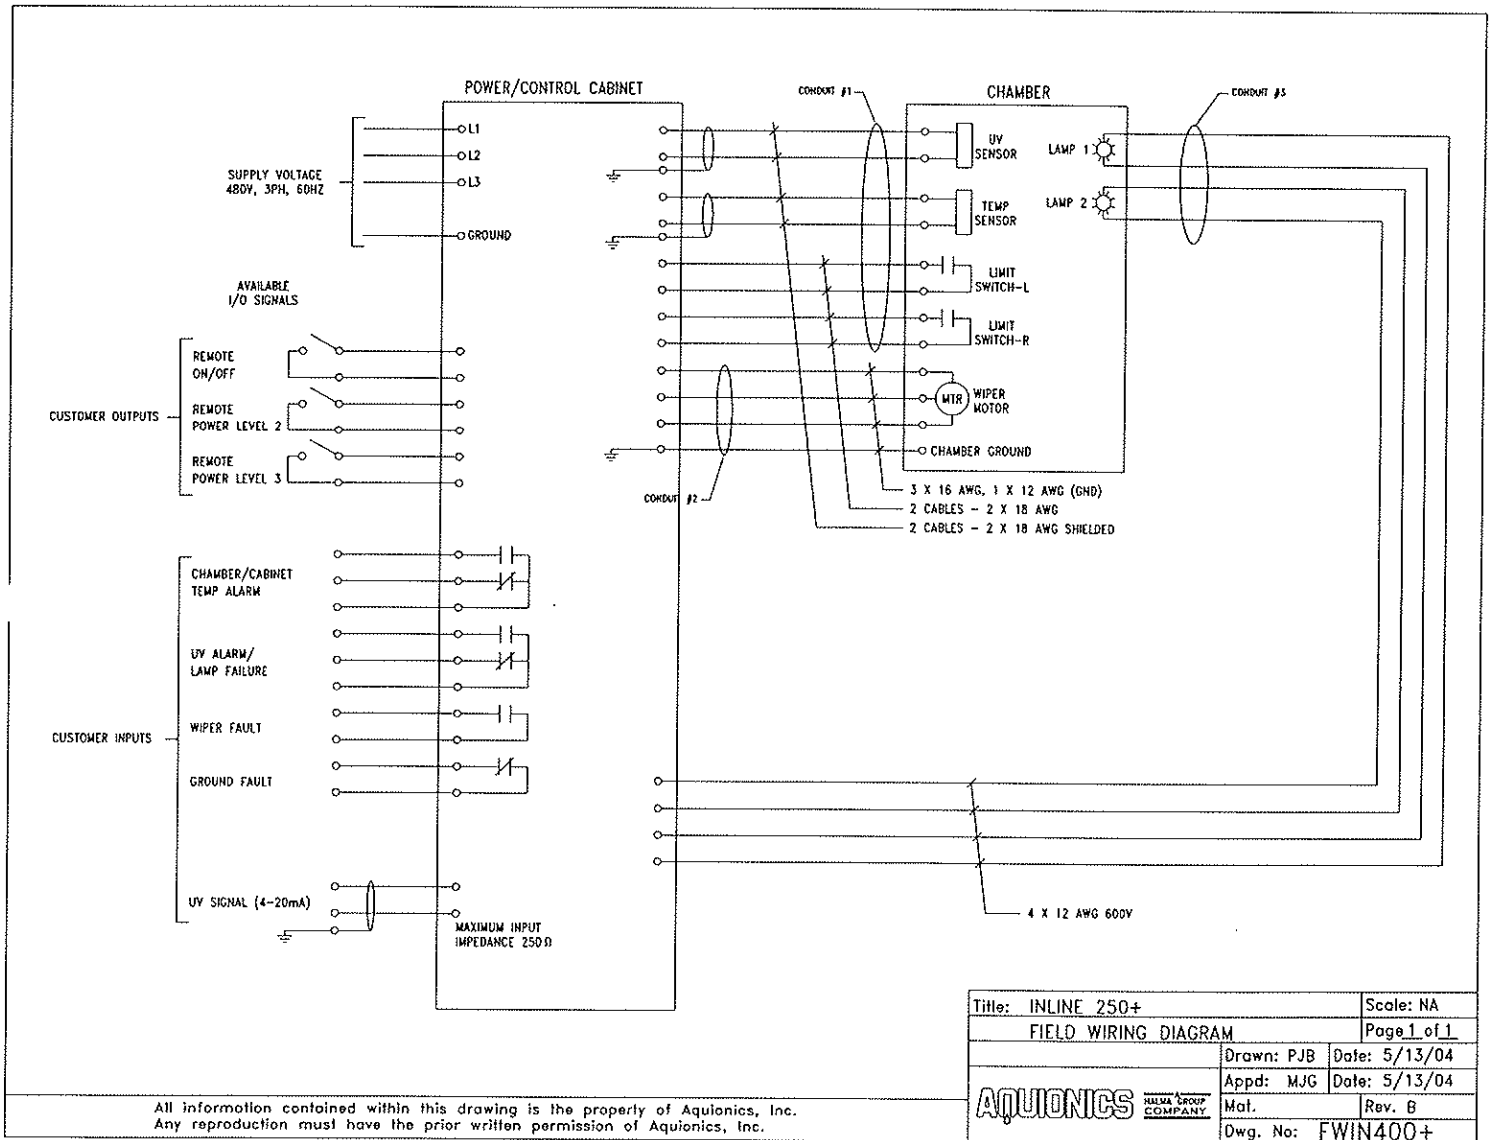 POWER/CONTROL CABINET
CONDUIT #1
CHAMBER
CONDUIT #3
L1
L2
L3
GROUND
SUPPLY VOLTAGE
480V, 3PH, 60HZ
UV
SENSOR
LAMP 1
TEMP
SENSOR
LAMP 2
LIMIT
SWITCH-L
LIMIT
SWITCH-R
MTR
WIPER
MOTOR
CHAMBER GROUND
AVAILABLE
I/O SIGNALS
REMOTE
ON/OFF
CUSTOMER OUTPUTS
REMOTE
POWER LEVEL 2
REMOTE
POWER LEVEL 3
CONDUIT #2
3 X 16 AWG, 1 X 12 AWG (GND)
2 CABLES - 2 X 18 AWG
2 CABLES - 2 X 18 AWG SHIELDED
CHAMBER/CABINET
TEMP ALARM
UV ALARM/
LAMP FAILURE
CUSTOMER INPUTS
WIPER FAULT
GROUND FAULT
UV SIGNAL (4-20mA)
MAXIMUM INPUT
IMPEDANCE 250Ω
4 X 12 AWG 600V
Title: INLINE 250+
Scale: NA
FIELD WIRING DIAGRAM
Page 1 of 1
Drawn: PJB Date: 5/13/04
Appd: MJG Date: 5/13/04
AQUIONICS
HALMA GROUP
COMPANY
Mat.
Rev. B
Dwg. No: FWIN400+
All information contained within this drawing is the property of Aquionics, Inc.
Any reproduction must have the prior written permission of Aquionics, Inc.